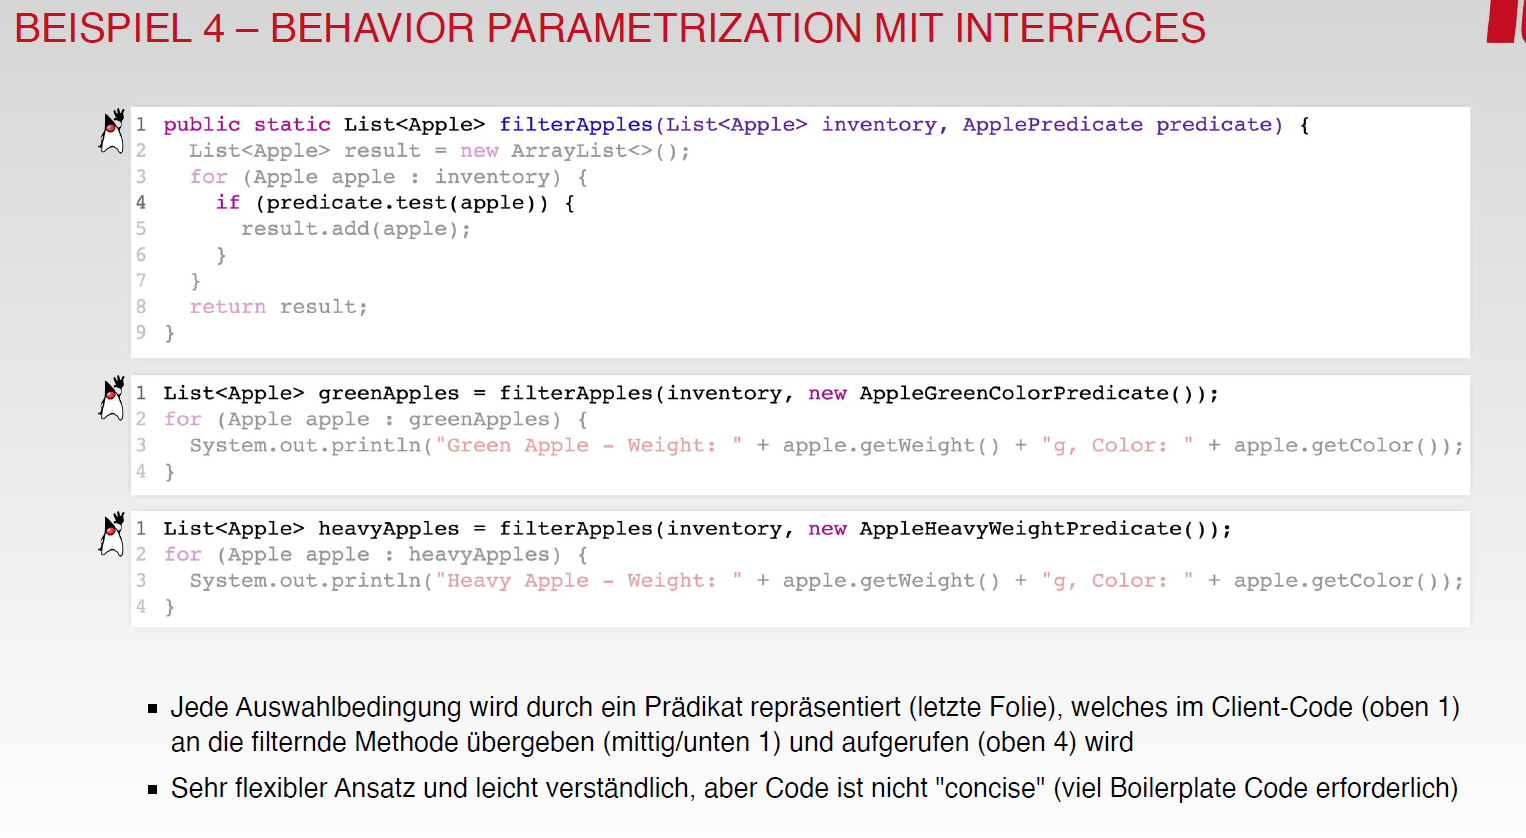 BEISPIEL 4 – BEHAVIOR PARAMETRIZATION MIT INTERFACES
1 public static List<Apple> filterApples(List<Apple> inventory, ApplePredicate predicate) {
2   List<Apple> result = new ArrayList<>();
3   for (Apple apple : inventory) {
4     if (predicate.test(apple)) {
5       result.add(apple);
6     }
7   }
8   return result;
9 }
1 List<Apple> greenApples = filterApples(inventory, new AppleGreenColorPredicate());
2 for (Apple apple : greenApples) {
3   System.out.println("Green Apple - Weight: " + apple.getWeight() + "g, Color: " + apple.getColor());
4 }
1 List<Apple> heavyApples = filterApples(inventory, new AppleHeavyWeightPredicate());
2 for (Apple apple : heavyApples) {
3   System.out.println("Heavy Apple - Weight: " + apple.getWeight() + "g, Color: " + apple.getColor());
4 }
▪ Jede Auswahlbedingung wird durch ein Prädikat repräsentiert (letzte Folie), welches im Client-Code (oben 1)
an die filternde Methode übergeben (mittig/unten 1) und aufgerufen (oben 4) wird
▪ Sehr flexibler Ansatz und leicht verständlich, aber Code ist nicht "concise" (viel Boilerplate Code erforderlich)